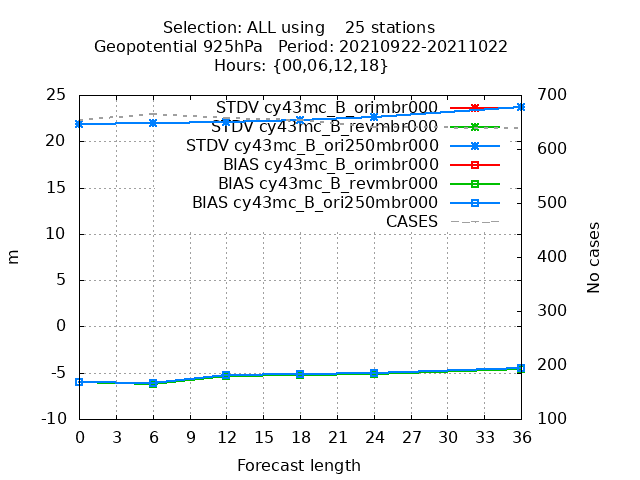 Selection: ALL using 25 stations
Geopotential 925hPa Period: 20210922-20211022
Hours: {00,06,12,18}
25 700
STDV cy43mc_B_orimbr000
STDV cy43mc_B_revmbr000
20 600
STDV cy43mc_B_ori250mbr000
BIAS cy43mc_B_orimbr000
15
BIAS cy43mc_B_revmbr000
BIAS cy43mc_B_ori250mbr000
500
CASES
10
m
No cases
400
5
300
0
200
-5
-10 100
0 3 6 9 12 15 18 21 24 27 30 33 36
Forecast length